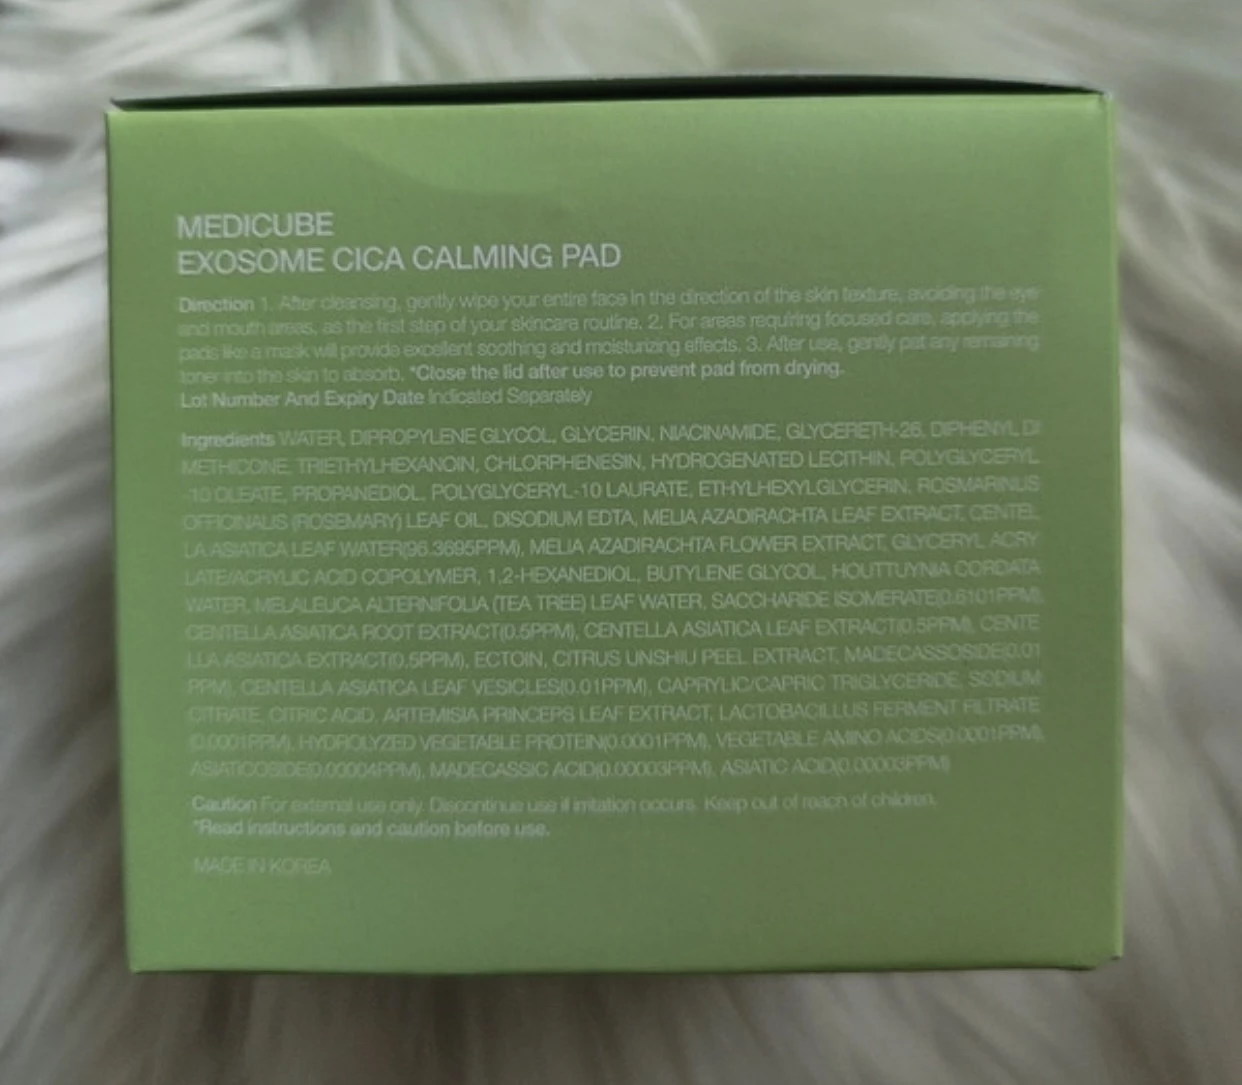 MEDICUBE
EXOSOME CICA CALMING PAD
Direction 1. After cleansing, gently wipe your entire face in the direction of the skin texture, avoiding the eye
and mouth areas, as the first step of your skincare routine. 2. For areas requiring focused care, applying the
pads like a mask will provide excellent soothing and moisturizing effects. 3. After use, gently pat any remaining
toner into the skin to absorb. *Close the lid after use to prevent pad from drying.
Lot Number And Expiry Date Indicated Separately
Ingredients WATER, DIPROPYLENE GLYCOL, GLYCERIN, NIACINAMIDE, GLYCERETH-26, DIPHENYL DI
METHICONE, TRIETHYLHEXANOIN, CHLORPHENESIN, HYDROGENATED LECITHIN, POLYGLYCERYL
-10 OLEATE, PROPANEDIOL, POLYGLYCERYL-10 LAURATE, ETHYLHEXYLGLYCERIN, ROSMARINUS
OFFICINALIS (ROSEMARY) LEAF OIL, DISODIUM EDTA, MELIA AZADIRACHTA LEAF EXTRACT, CENTEL
LA ASIATICA LEAF WATER(96.3695PPM), MELIA AZADIRACHTA FLOWER EXTRACT, GLYCERYL ACRY
LATE/ACRYLIC ACID COPOLYMER, 1,2-HEXANEDIOL, BUTYLENE GLYCOL, HOUTTUYNIA CORDATA
WATER, MELALEUCA ALTERNIFOLIA (TEA TREE) LEAF WATER, SACCHARIDE ISOMERATE(0.6101PPM),
CENTELLA ASIATICA ROOT EXTRACT(0.5PPM), CENTELLA ASIATICA LEAF EXTRACT(0.5PPM), CENTE
LLA ASIATICA EXTRACT(0.5PPM), ECTOIN, CITRUS UNSHIU PEEL EXTRACT, MADECASSOSIDE(0.01
PPM), CENTELLA ASIATICA LEAF VESICLES(0.01PPM), CAPRYLIC/CAPRIC TRIGLYCERIDE, SODIUM
CITRATE, CITRIC ACID, ARTEMISIA PRINCEPS LEAF EXTRACT, LACTOBACILLUS FERMENT FILTRATE
(0.0001PPM), HYDROLYZED VEGETABLE PROTEIN(0.0001PPM), VEGETABLE AMINO ACIDS(0.0001PPM),
ASIATICOSIDE(0.00004PPM), MADECASSIC ACID(0.00003PPM), ASIATIC ACID(0.00003PPM)
Caution For external use only. Discontinue use if irritation occurs. Keep out of reach of children.
*Read instructions and caution before use.
MADE IN KOREA